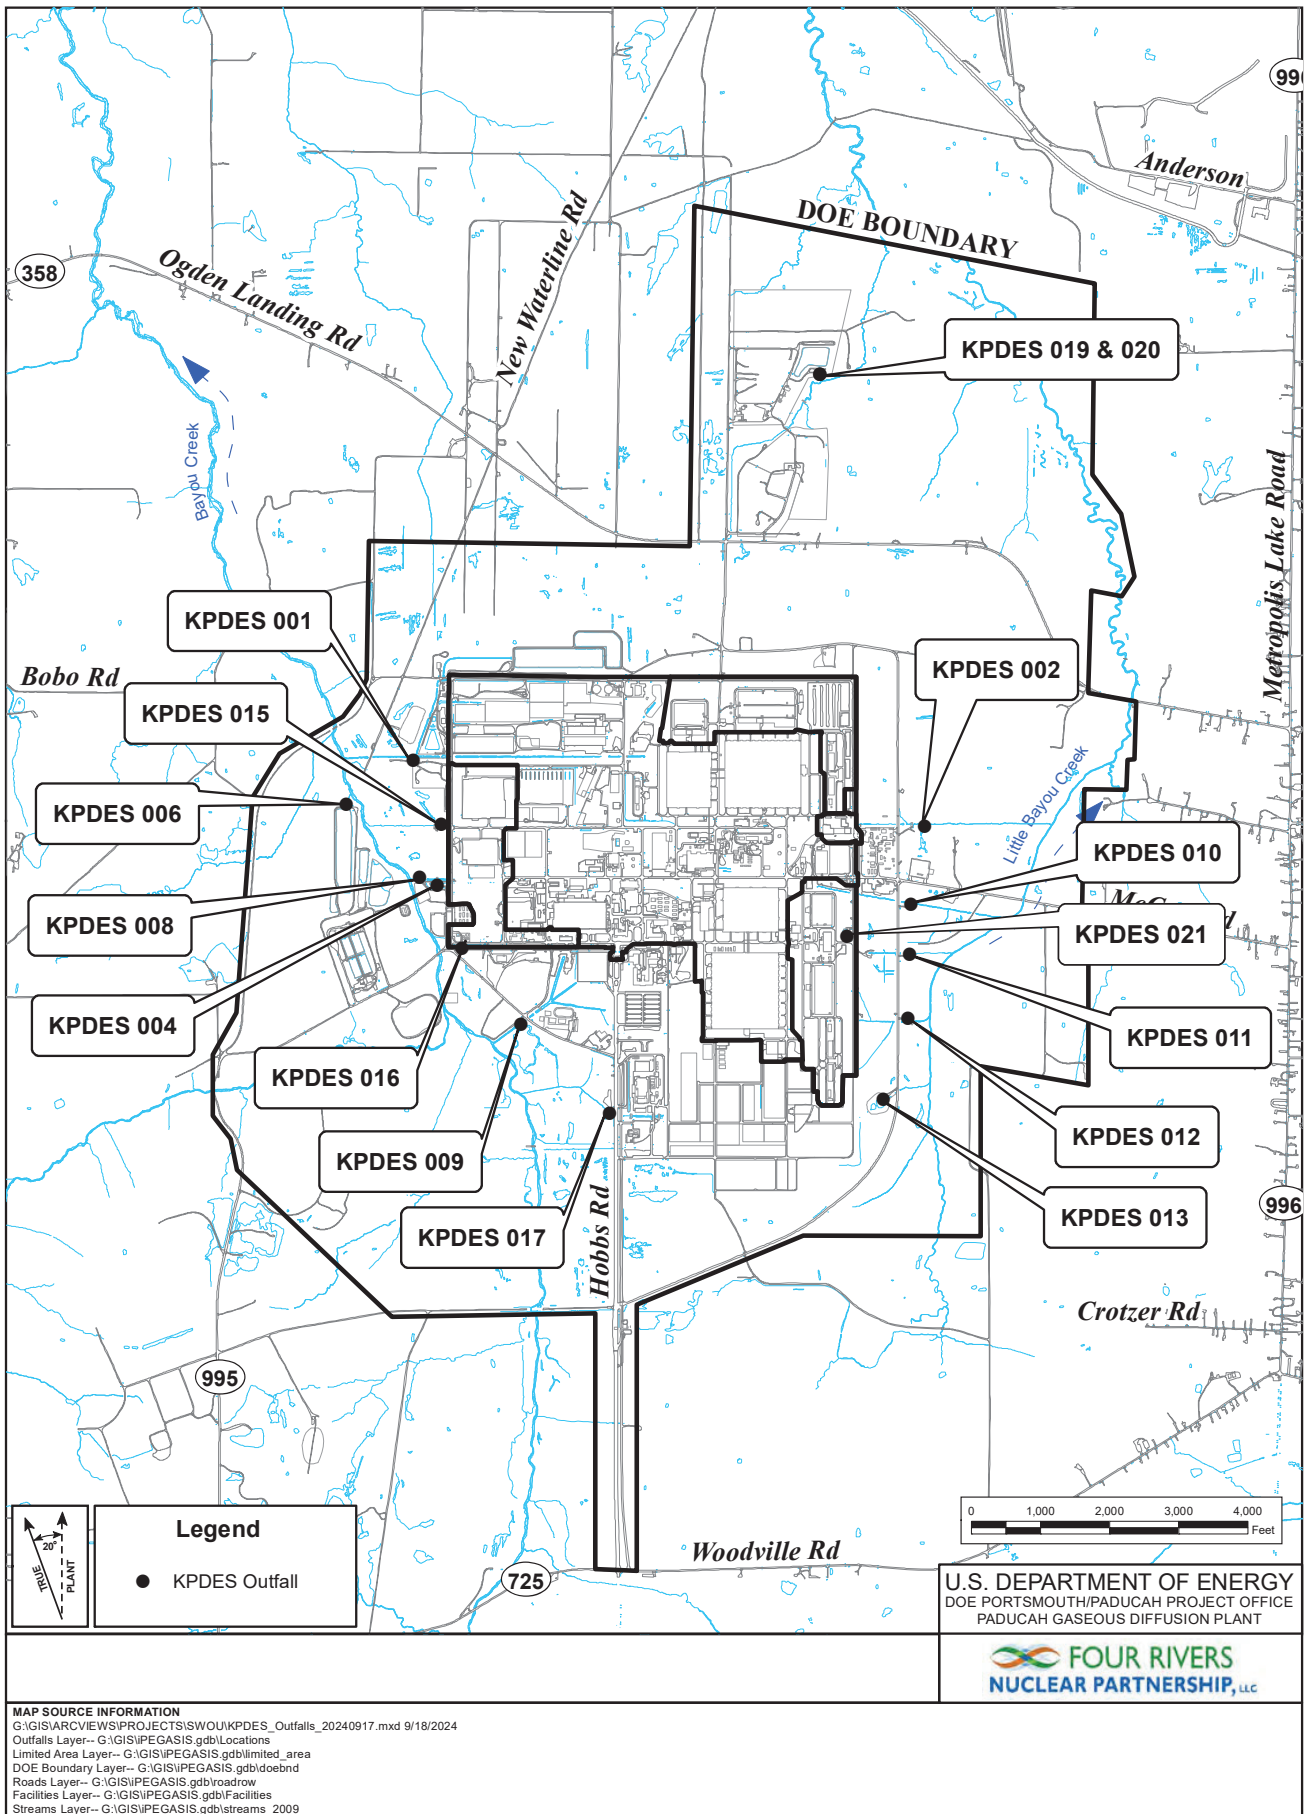 996
Anderson
DOE BOUNDARY
358
Ogden Landing Rd
New Waterline Rd
KPDES 019 & 020
Bayou Creek
Metropolis Lake Road
KPDES 001
Bobo Rd
KPDES 002
KPDES 015
KPDES 006
Little Bayou Creek
KPDES 010
KPDES 008
KPDES 021
KPDES 004
KPDES 011
KPDES 016
KPDES 012
KPDES 009
996
KPDES 013
KPDES 017
Hobbs Rd
Crotzer Rd
995
Legend
KPDES Outfall
20°
TRUE
PLANT
725
Woodville Rd
0 1,000 2,000 3,000 4,000
Feet
U.S. DEPARTMENT OF ENERGY
DOE PORTSMOUTH/PADUCAH PROJECT OFFICE
PADUCAH GASEOUS DIFFUSION PLANT
FOUR RIVERS
NUCLEAR PARTNERSHIP, LLC
MAP SOURCE INFORMATION
G:\GIS\ARCVIEWS\PROJECTS\SWOU\KPDES_Outfalls_20240917.mxd 9/18/2024
Outfalls Layer-- G:\GIS\iPEGASIS.gdb\Locations
Limited Area Layer-- G:\GIS\iPEGASIS.gdb\limited_area
DOE Boundary Layer-- G:\GIS\iPEGASIS.gdb\doebnd
Roads Layer-- G:\GIS\iPEGASIS.gdb\roadrow
Facilities Layer-- G:\GIS\iPEGASIS.gdb\Facilities
Streams Layer-- G:\GIS\iPEGASIS.gdb\streams_2009